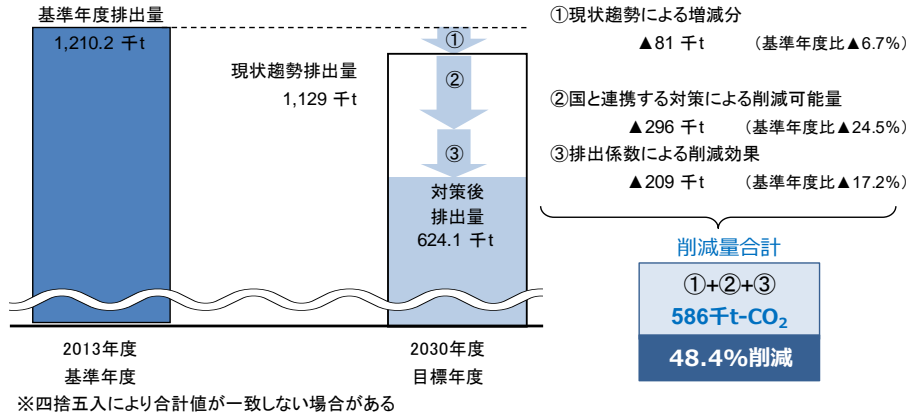 基準年度排出量
1,210.2 千t
現状趨勢排出量
1,129 千t
①
②
③
対策後
排出量
624.1 千t
2013年度
基準年度
2030年度
目標年度
※四捨五入により合計値が一致しない場合がある
①現状趨勢による増減分
▲81 千t (基準年度比▲6.7%)
②国と連携する対策による削減可能量
▲296 千t (基準年度比▲24.5%)
③排出係数による削減効果
▲209 千t (基準年度比▲17.2%)
削減量合計
①+②+③
586千t-CO₂
48.4%削減